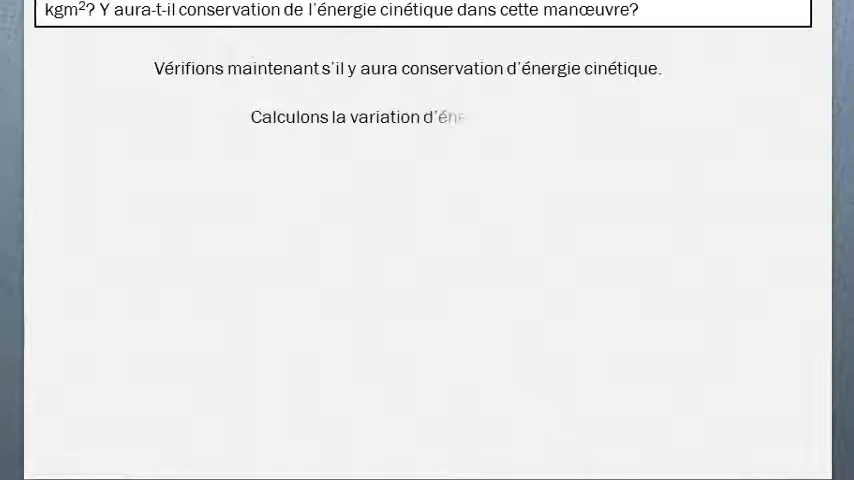 kgm²? Y aura-t-il conservation de l'énergie cinétique dans cette manœuvre?
Vérifions maintenant s'il y aura conservation d'énergie cinétique.
Calculons la variation